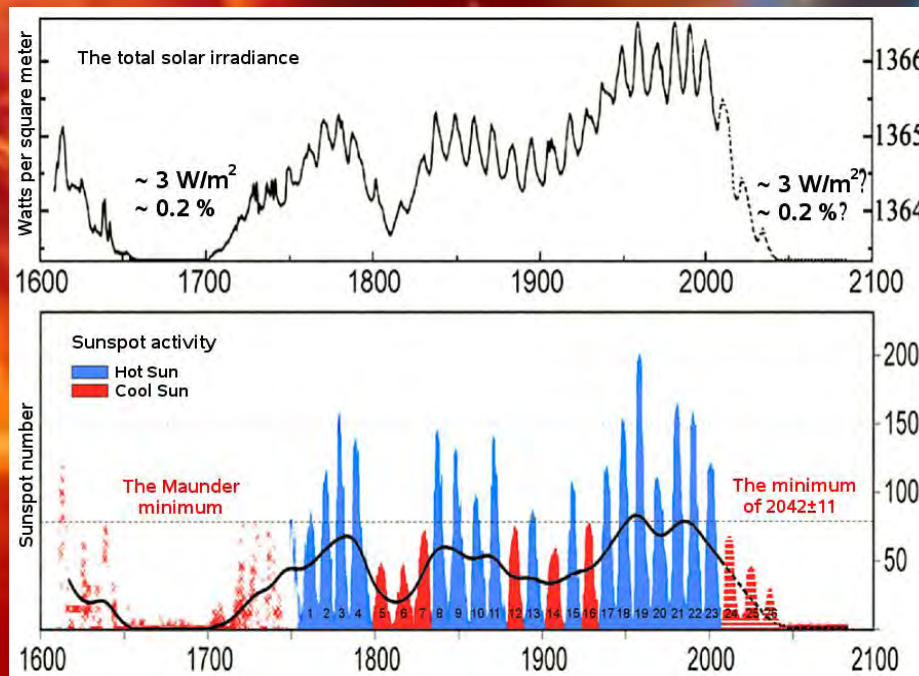 The total solar irradiance
Watts per square meter
1366
1365
1364
~ 3 W/m²
~ 0.2 %
~ 3 W/m²?
~ 0.2 %?
1600 1700 1800 1900 2000 2100
Sunspot activity
Hot Sun
Cool Sun
Sunspot number
200
150
100
50
The Maunder
minimum
The minimum
of 2042±11
1 2 3 4 5 6 7 8 9 10 11 12 13 14 15 16 17 18 19 20 21 22 23 24 25 26
1600 1700 1800 1900 2000 2100